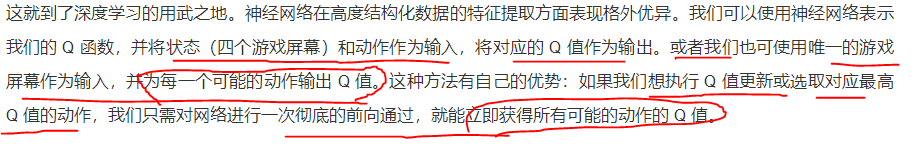 这就到了深度学习的用武之地。神经网络在高度结构化数据的特征提取方面表现格外优异。我们可以使用神经网络表示
我们的 Q 函数，并将状态（四个游戏屏幕）和动作作为输入，将对应的 Q 值作为输出。或者我们也可使用唯一的游戏
屏幕作为输入，并为每一个可能的动作输出 Q 值。这种方法有自己的优势：如果我们想执行 Q 值更新或选取对应最高
Q 值的动作，我们只需对网络进行一次彻底的前向通过，就能立即获得所有可能的动作的 Q 值。